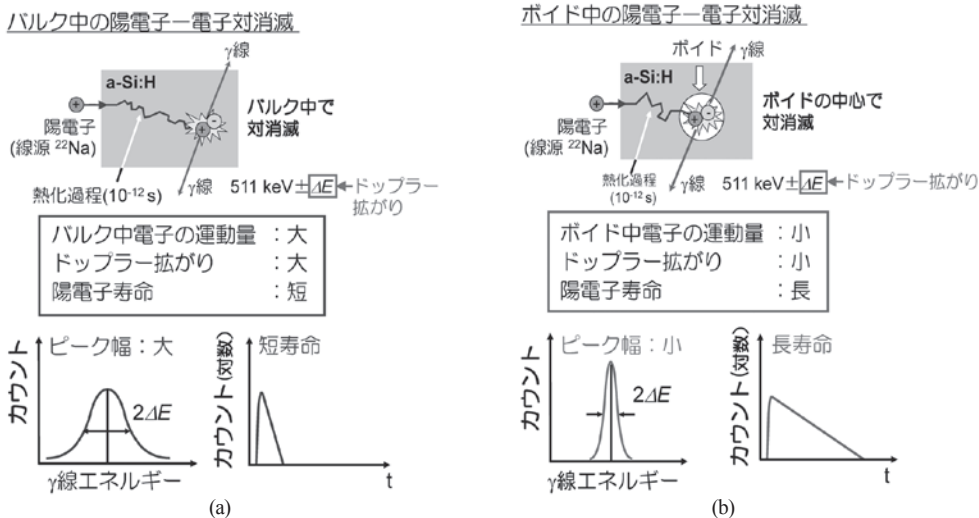 バルク中の陽電子ー電子対消滅
γ線
a-Si:H
陽電子
(線源 ²²Na)
バルク中で
対消滅
熱化過程(10⁻¹² s)
γ線
511 keV±ΔE
ドップラー
拡がり
バルク中電子の運動量：大
ドップラー拡がり：大
陽電子寿命：短
カウント
ピーク幅：大
2ΔE
γ線エネルギー
カウント(対数)
短寿命
t
(a)
ボイド中の陽電子ー電子対消滅
ボイド
γ線
a-Si:H
陽電子
(線源 ²²Na)
ボイドの中心で
対消滅
熱化過程
(10⁻¹² s)
γ線
511 keV±ΔE
ドップラー
拡がり
ボイド中電子の運動量：小
ドップラー拡がり：小
陽電子寿命：長
カウント
ピーク幅：小
2ΔE
γ線エネルギー
カウント(対数)
長寿命
t
(b)